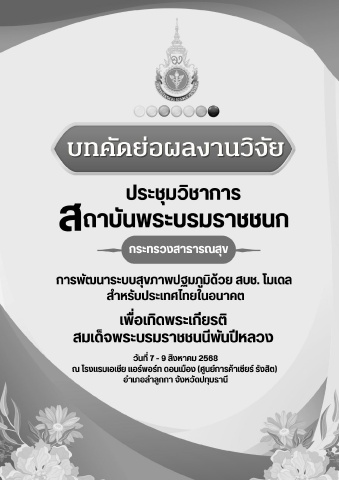 บทคัดย่อผลงานวิจัย
ประชุมวิชาการ
สถาบันพระบรมราชชนก
กระทรวงสาธารณสุข
การพัฒนาระบบสุขภาพปฐมภูมิด้วย สบช. โมเดล
สำหรับประเทศไทยในอนาคต
เพื่อเทิดพระเกียรติ
สมเด็จพระบรมราชชนนีพันปีหลวง
วันที่ 7 - 9 สิงหาคม 2568
ณ โรงแรมเอเชีย แอร์พอร์ท ดอนเมือง (ศูนย์การค้าเซียร์ รังสิต)
อำเภอลำลูกกา จังหวัดปทุมธานี